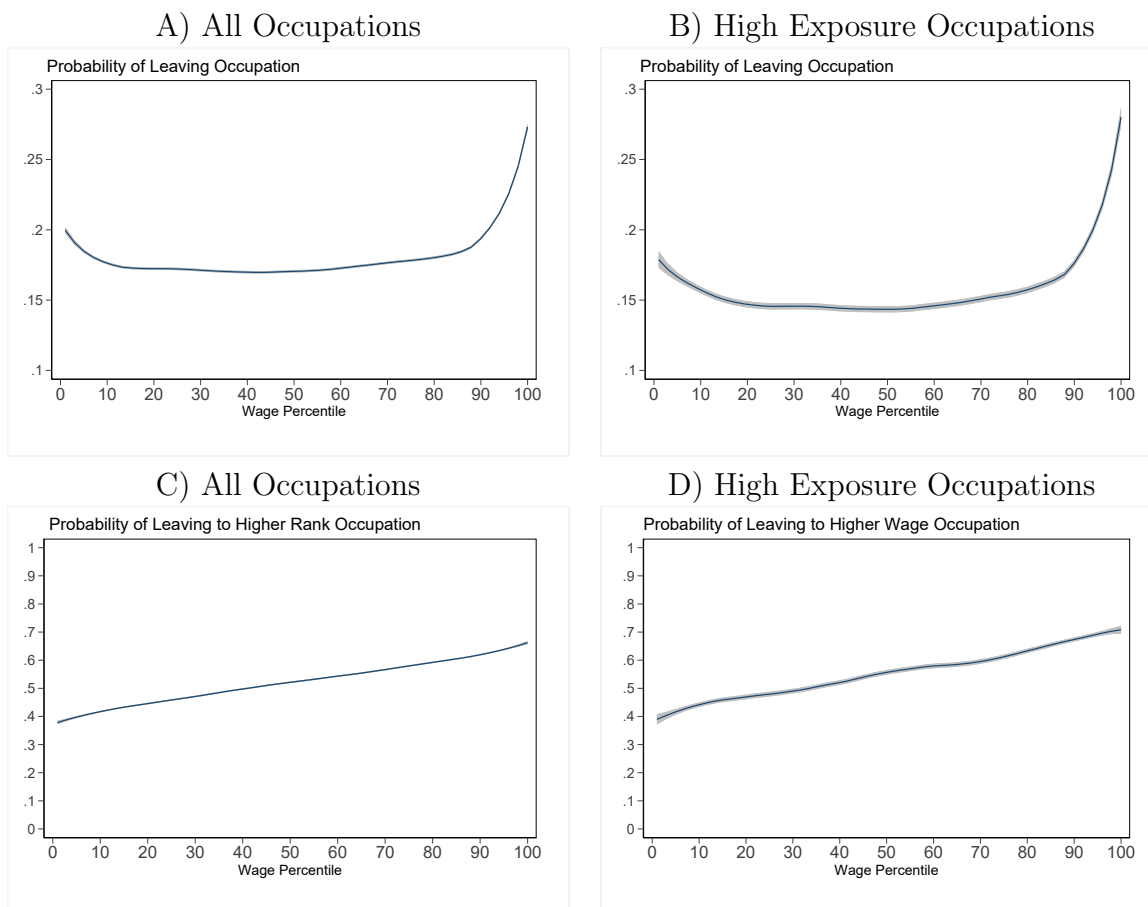 A) All Occupations
B) High Exposure Occupations
Probability of Leaving Occupation
.3
.25
.2
.15
.1
0 10 20 30 40 50 60 70 80 90 100
Wage Percentile
Probability of Leaving Occupation
.3
.25
.2
.15
.1
0 10 20 30 40 50 60 70 80 90 100
Wage Percentile
C) All Occupations
D) High Exposure Occupations
Probability of Leaving to Higher Rank Occupation
1
.9
.8
.7
.6
.5
.4
.3
.2
.1
0
0 10 20 30 40 50 60 70 80 90 100
Wage Percentile
Probability of Leaving to Higher Wage Occupation
1
.9
.8
.7
.6
.5
.4
.3
.2
.1
0
0 10 20 30 40 50 60 70 80 90 100
Wage Percentile